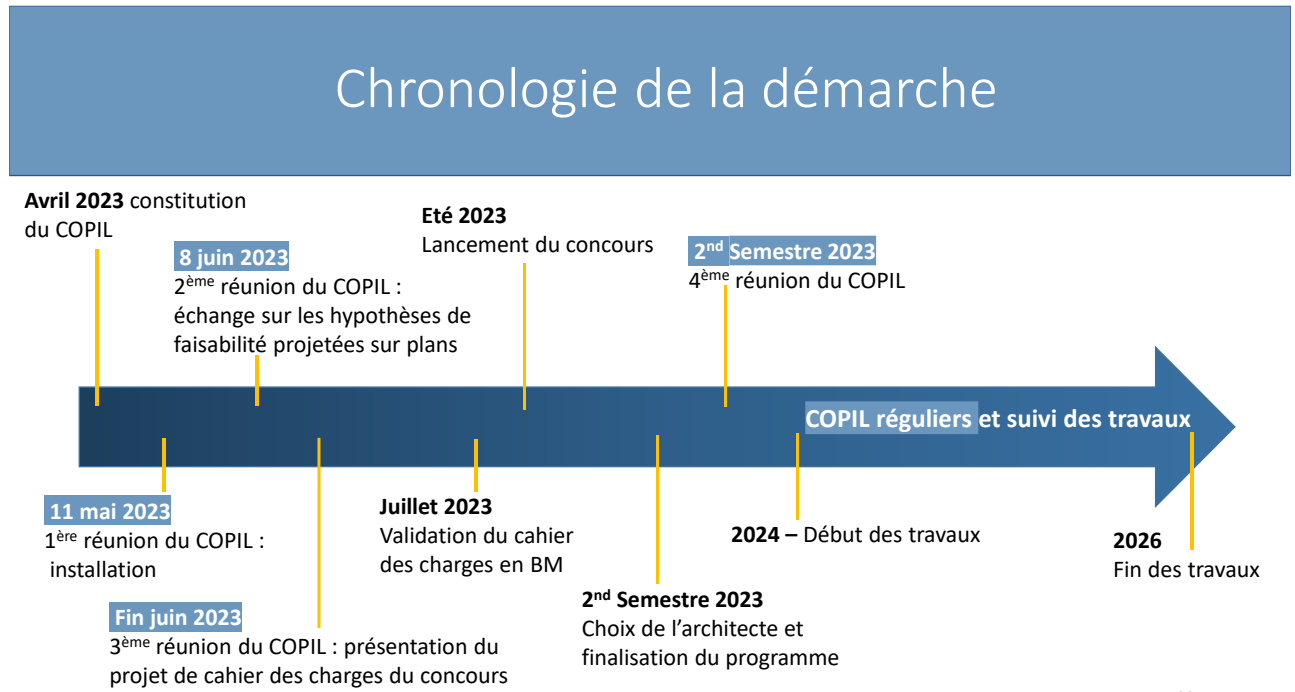 Chronologie de la démarche
Avril 2023 constitution
du COPIL
8 juin 2023
2ème réunion du COPIL :
échange sur les hypothèses de
faisabilité projetées sur plans
Eté 2023
Lancement du concours
2nd Semestre 2023
4ème réunion du COPIL
COPIL réguliers et suivi des travaux
11 mai 2023
1ère réunion du COPIL :
installation
Fin juin 2023
3ème réunion du COPIL : présentation du
projet de cahier des charges du concours
Juillet 2023
Validation du cahier
des charges en BM
2nd Semestre 2023
Choix de l’architecte et
finalisation du programme
2024 – Début des travaux
2026
Fin des travaux